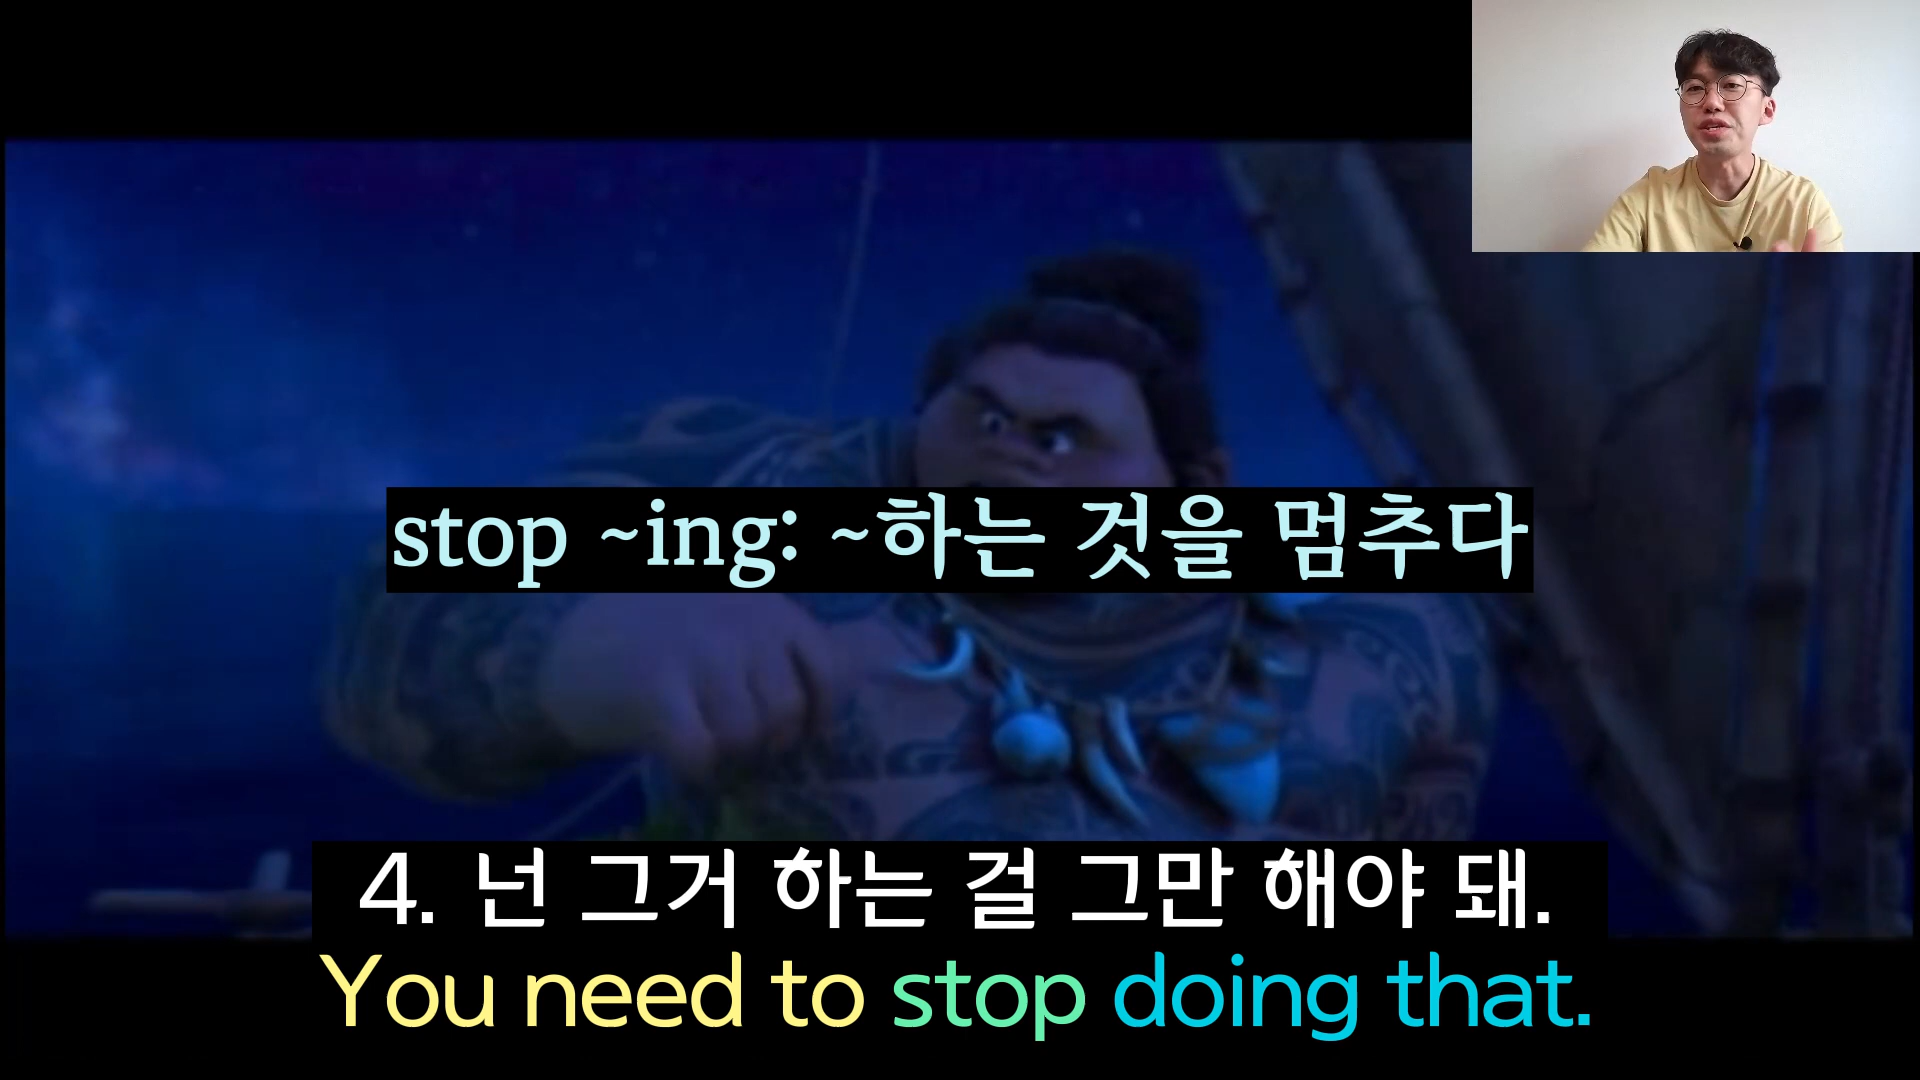 stop ~ing: ~하는 것을 멈추다
4. 넌 그거 하는 걸 그만 해야 돼.
You need to stop doing that.